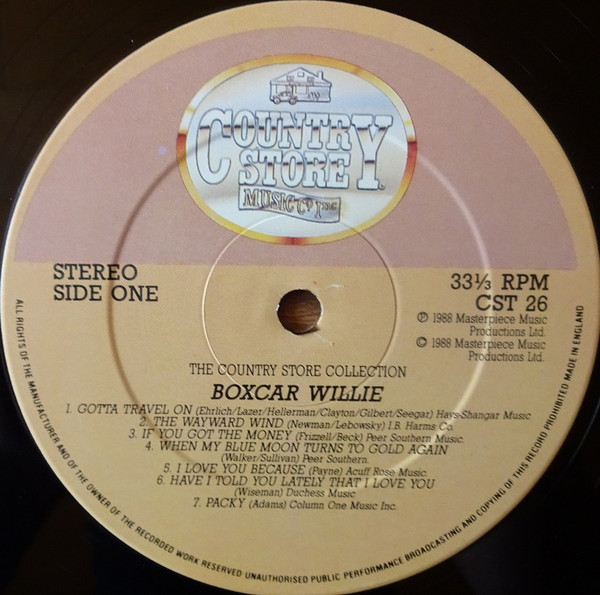 COUNTRY
STORE
MUSIC Co Inc
STEREO
SIDE ONE
33⅓ RPM
CST 26
℗ 1988 Masterpiece Music
Productions Ltd.
© 1988 Masterpiece Music
Productions Ltd.
THE COUNTRY STORE COLLECTION
BOXCAR WILLIE
1. GOTTA TRAVEL ON (Ehrlich/Lazer/Hellerman/Clayton/Gilbert/Seegar) Hays-Shangar Music
2. THE WAYWARD WIND (Newman/Lebowsky) I.B. Harms Co.
3. IF YOU GOT THE MONEY (Frizzell/Beck) Peer Southern Music.
4. WHEN MY BLUE MOON TURNS TO GOLD AGAIN
(Walker/Sullivan) Peer Southern.
5. I LOVE YOU BECAUSE (Payne) Acuff Rose Music.
6. HAVE I TOLD YOU LATELY THAT I LOVE YOU
(Wiseman) Duchess Music
7. PACKY (Adams) Column One Music Inc.
ALL RIGHTS OF THE MANUFACTURER AND OF THE OWNER OF THE RECORDED WORK RESERVED UNAUTHORISED PUBLIC PERFORMANCE BROADCASTING AND COPYING OF THIS RECORD PROHIBITED MADE IN ENGLAND